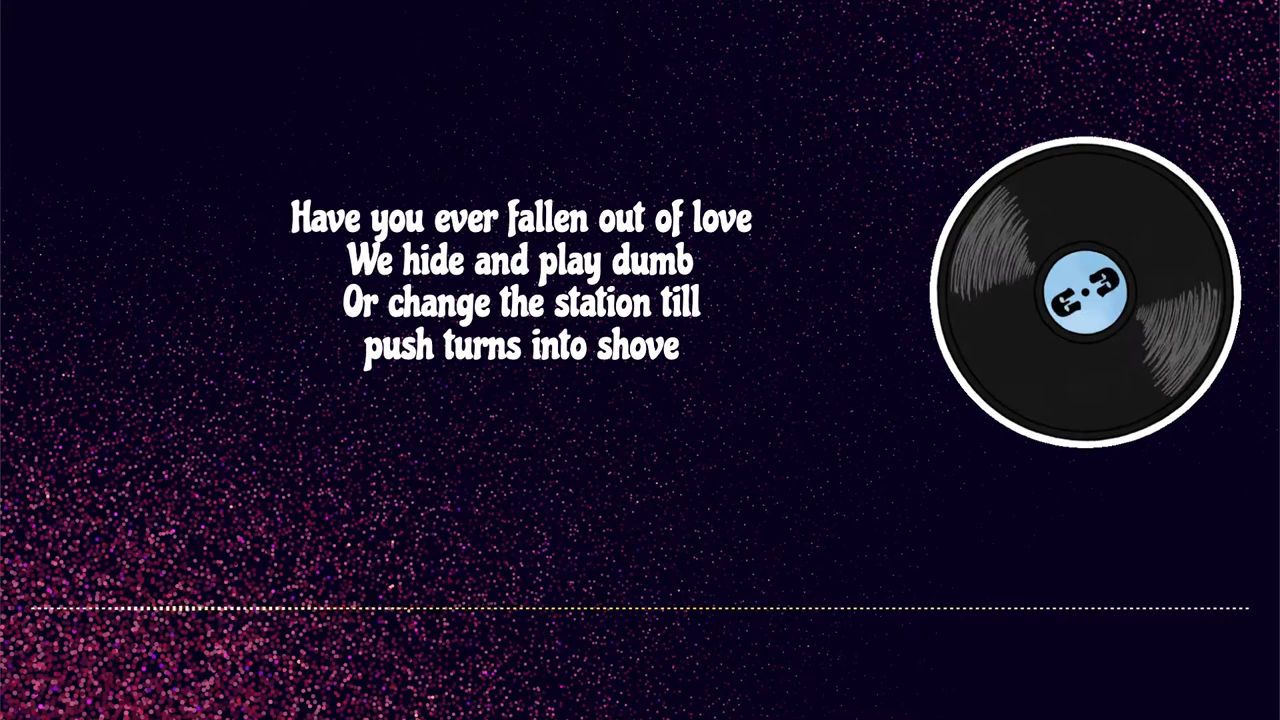 Have you ever fallen out of love
We hide and play dumb
Or change the station till
push turns into shove